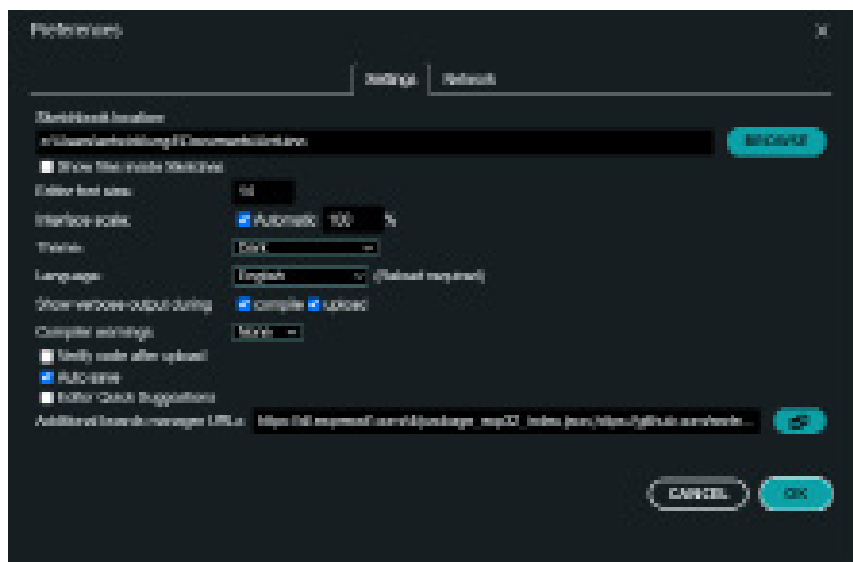 Preferences
Settings Network
Sketchbook location:
BROWSE
Show files inside Sketches
Editor font size: 14
Interface scale: Automatic 100 %
Theme: Dark
Language: English (Reload required)
Show verbose output during compile upload
Compiler warnings None
Verify code after upload
Auto save
Editor Quick Suggestions
Additional boards manager URLs:
CANCEL OK